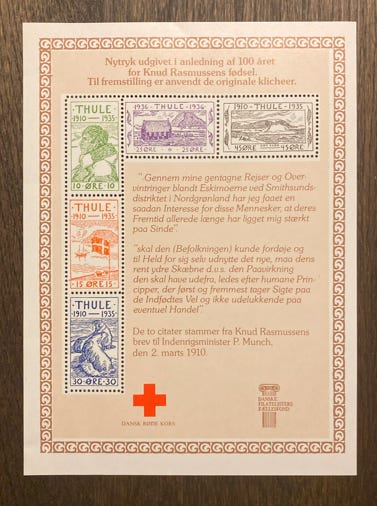 Nytryk udgivet i anledning af 100 året
for Knud Rasmussens fødsel.
Til fremstilling er anvendt de originale klicheer.
THULE
1910 1935
10 ØRE 10
1936 THULE 1936
25 ØRE 25 ØRE
1910 THULE 1935
45 ØRE 45 ØRE
THULE
1910 1935
15 ØRE 15
THULE
1910 1935
30 ØRE 30
"Gennem mine gentagne Rejser og Over-
vintringer blandt Eskimoerne ved Smithsunds-
distriktet i Nordgrønland har jeg faaet en
saadan Interesse for disse Mennesker, at deres
Fremtid allerede længe har ligget mig stærkt
paa Sinde".
"skal den (Befolkningen) kunde fordøje og
til Held for sig selv udnytte det nye, maa dens
rent ydre Skæbne d.v.s. den Paavirkning
den skal have udefra, ledes efter humane Prin-
cipper, der først og fremmest tager Sigte paa
de Indfødtes Vel og ikke udelukkende paa
eventuel Handel".
De to citater stammer fra Knud Rasmussens
brev til Indenrigsminister P. Munch,
den 2. marts 1910.
DANSK RØDE KORS
DANSKE
FILATELISTERS
FÆLLESFOND